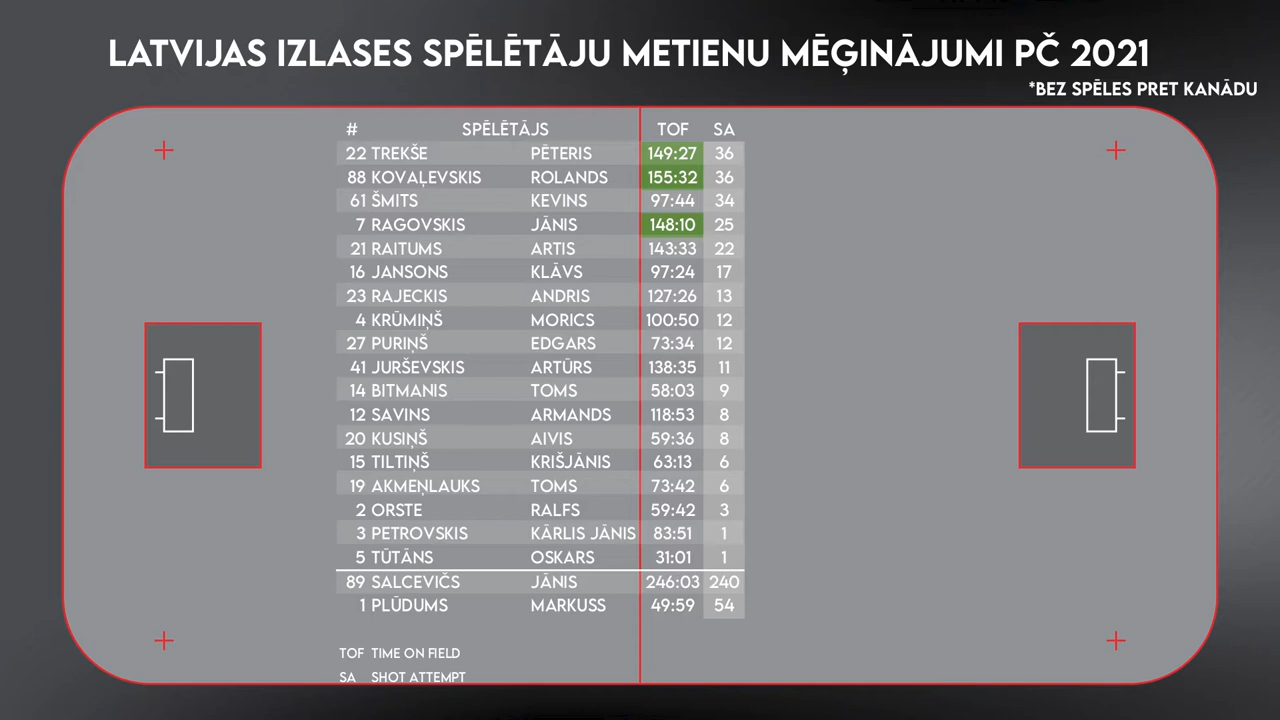 LATVIJAS IZLASES SPĒLĒTĀJU METIENU MĒĢINĀJUMI PČ 2021
*BEZ SPĒLES PRET KANĀDU
# SPĒLĒTĀJS TOF SA
22 TREKŠE PĒTERIS 149:27 36
88 KOVAĻEVSKIS ROLANDS 155:32 36
61 ŠMITS KEVINS 97:44 34
7 RAGOVSKIS JĀNIS 148:10 25
21 RAITUMS ARTIS 143:33 22
16 JANSONS KLĀVS 97:24 17
23 RAJECKIS ANDRIS 127:26 13
4 KRŪMIŅŠ MORICS 100:50 12
27 PURIŅŠ EDGARS 73:34 12
41 JURŠEVSKIS ARTŪRS 138:35 11
14 BITMANIS TOMS 58:03 9
12 SAVINS ARMANDS 118:53 8
20 KUSIŅŠ AIVIS 59:36 8
15 TILTIŅŠ KRIŠJĀNIS 63:13 6
19 AKMEŅLAUKS TOMS 73:42 6
2 ORSTE RALFS 59:42 3
3 PETROVSKIS KĀRLIS JĀNIS 83:51 1
5 TŪTĀNS OSKARS 31:01 1
89 SALCEVIČS JĀNIS 246:03 240
1 PLŪDUMS MARKUSS 49:59 54
TOF TIME ON FIELD
SA SHOT ATTEMPT